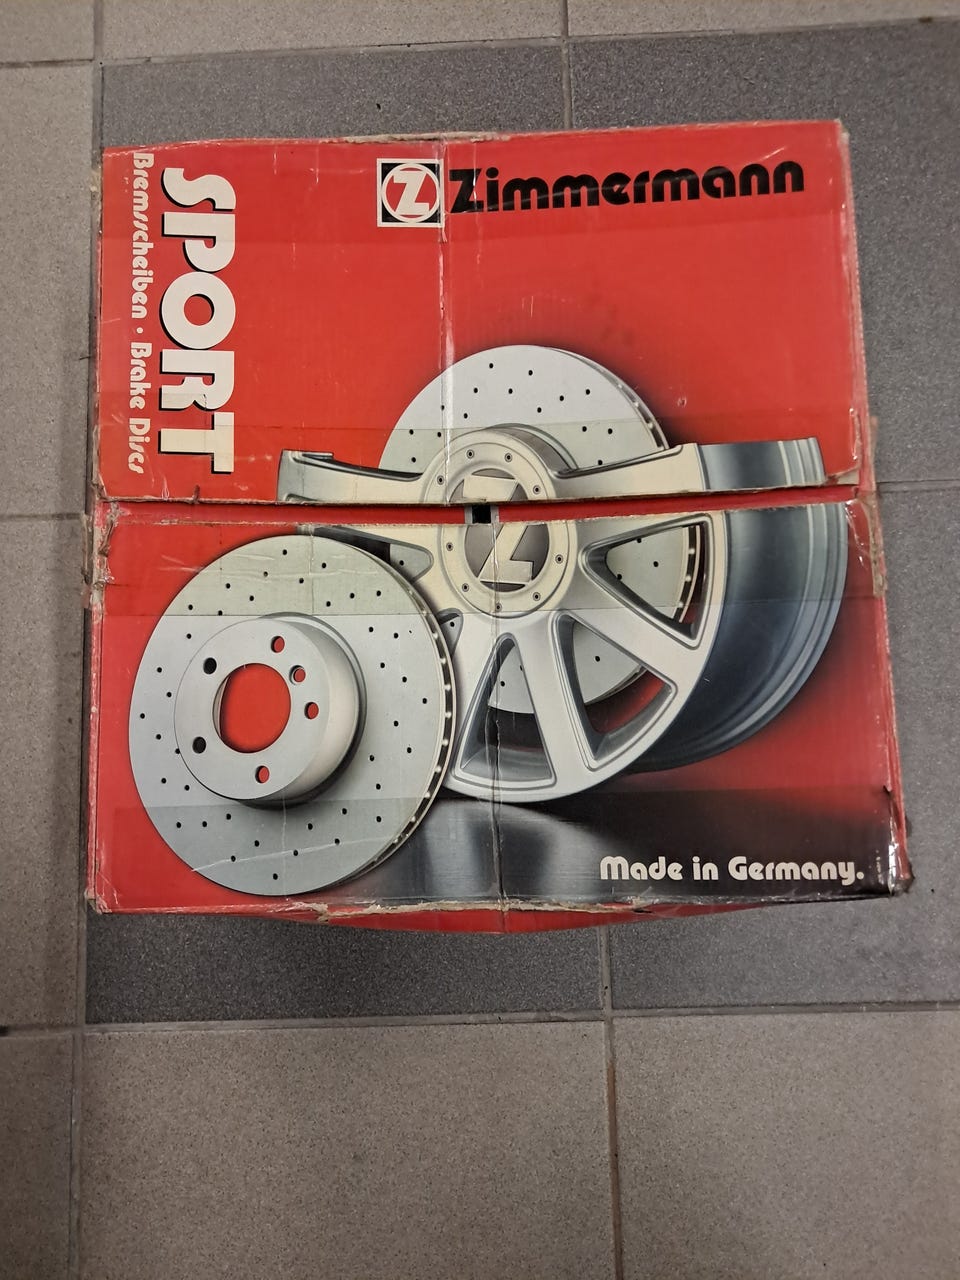 Z Zimmermann
SPORT
Bremsscheiben · Brake Discs
Z
Made in Germany.